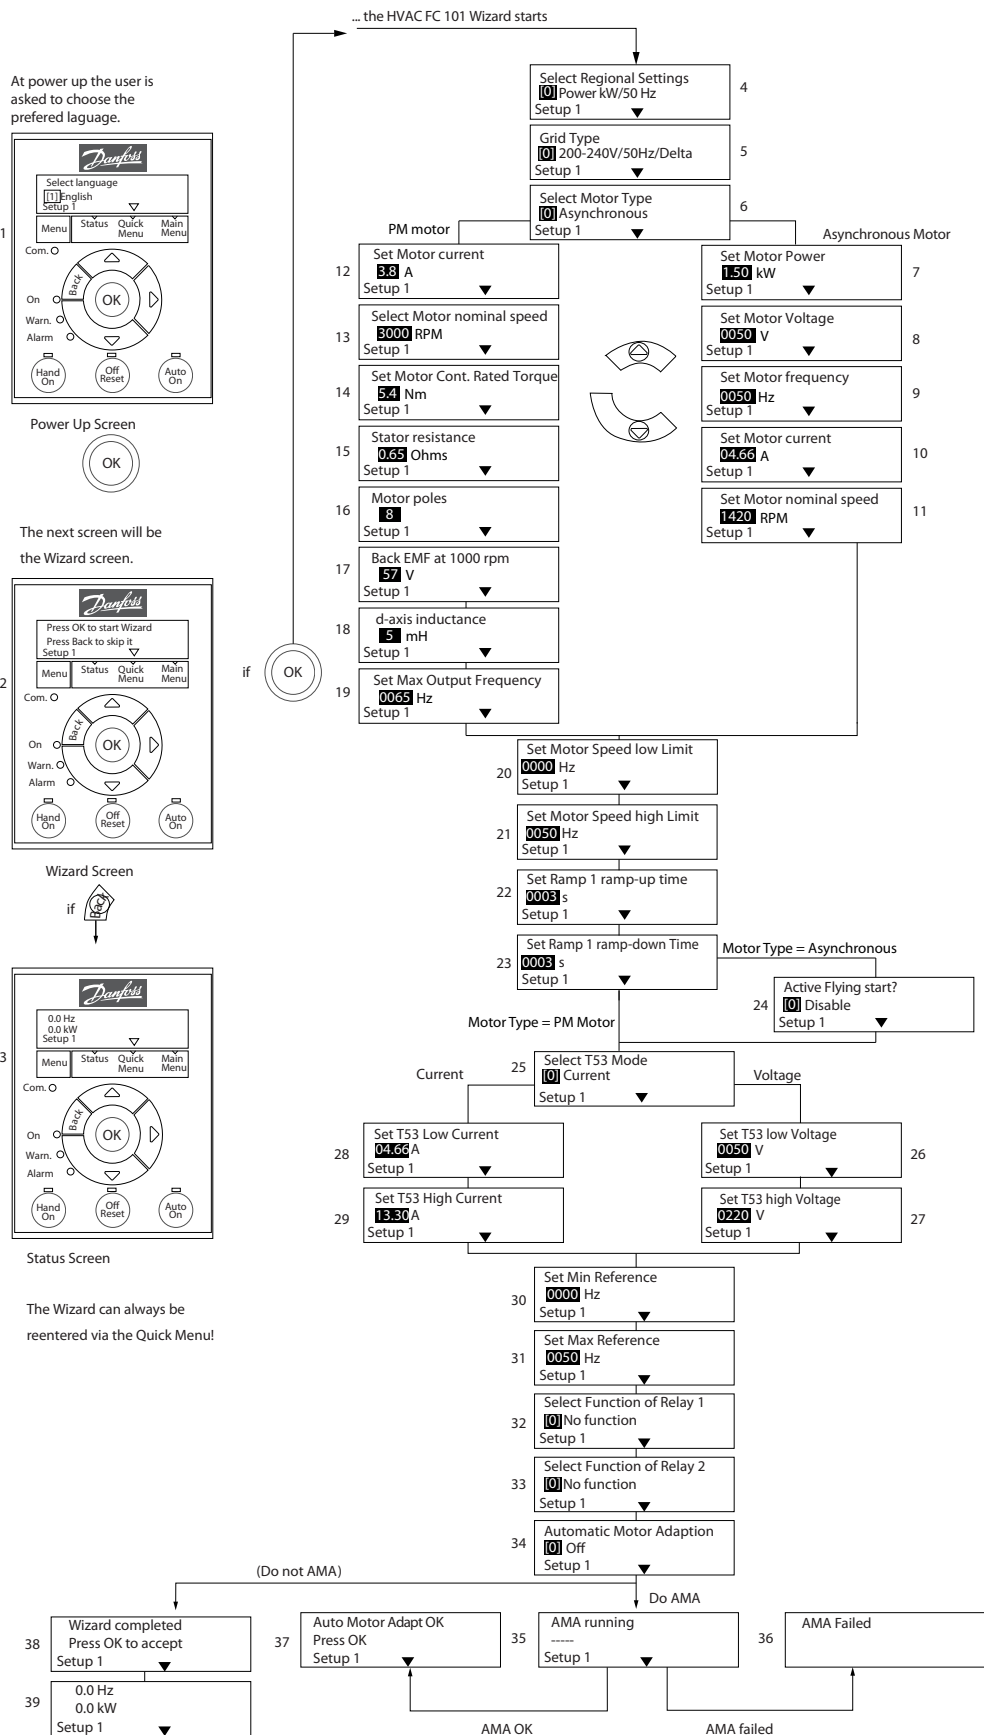 ... the HVAC FC 101 Wizard starts
At power up the user is
asked to choose the
prefered laguage.
1
Danfoss
Select language
[1] English
Setup 1
Menu
Status
Quick
Menu
Main
Menu
Com.
Back
OK
On
Warn.
Alarm
Hand
On
Off
Reset
Auto
On
Power Up Screen
OK
The next screen will be
the Wizard screen.
2
Danfoss
Press OK to start Wizard
Press Back to skip it
Setup 1
Menu
Status
Quick
Menu
Main
Menu
Com.
Back
OK
On
Warn.
Alarm
Hand
On
Off
Reset
Auto
On
Wizard Screen
if
Back
3
Danfoss
0.0 Hz
0.0 kW
Setup 1
Menu
Status
Quick
Menu
Main
Menu
Com.
Back
OK
On
Warn.
Alarm
Hand
On
Off
Reset
Auto
On
Status Screen
The Wizard can always be
reentered via the Quick Menu!
if
OK
Select Regional Settings
[0] Power kW/50 Hz
Setup 1
4
Grid Type
[0] 200-240V/50Hz/Delta
Setup 1
5
Select Motor Type
[0] Asynchronous
Setup 1
6
PM motor
Asynchronous Motor
12
Set Motor current
3.8 A
Setup 1
13
Select Motor nominal speed
3000 RPM
Setup 1
14
Set Motor Cont. Rated Torque
5.4 Nm
Setup 1
15
Stator resistance
0.65 Ohms
Setup 1
16
Motor poles
8
Setup 1
17
Back EMF at 1000 rpm
57 V
Setup 1
18
d-axis inductance
5 mH
Setup 1
19
Set Max Output Frequency
0065 Hz
Setup 1
Set Motor Power
1.50 kW
Setup 1
7
Set Motor Voltage
0050 V
Setup 1
8
Set Motor frequency
0050 Hz
Setup 1
9
Set Motor current
04.66 A
Setup 1
10
Set Motor nominal speed
1420 RPM
Setup 1
11
20
Set Motor Speed low Limit
0000 Hz
Setup 1
21
Set Motor Speed high Limit
0050 Hz
Setup 1
22
Set Ramp 1 ramp-up time
0003 s
Setup 1
23
Set Ramp 1 ramp-down Time
0003 s
Setup 1
Motor Type = Asynchronous
24
Active Flying start?
[0] Disable
Setup 1
Motor Type = PM Motor
25
Select T53 Mode
[0] Current
Setup 1
Current
Voltage
28
Set T53 Low Current
04.66 A
Setup 1
29
Set T53 High Current
13.30 A
Setup 1
Set T53 low Voltage
0050 V
Setup 1
26
Set T53 high Voltage
0220 V
Setup 1
27
30
Set Min Reference
0000 Hz
Setup 1
31
Set Max Reference
0050 Hz
Setup 1
32
Select Function of Relay 1
[0] No function
Setup 1
33
Select Function of Relay 2
[0] No function
Setup 1
34
Automatic Motor Adaption
[0] Off
Setup 1
(Do not AMA)
Do AMA
38
Wizard completed
Press OK to accept
Setup 1
39
0.0 Hz
0.0 kW
Setup 1
37
Auto Motor Adapt OK
Press OK
Setup 1
35
AMA running
-----
Setup 1
36
AMA Failed
AMA OK
AMA failed